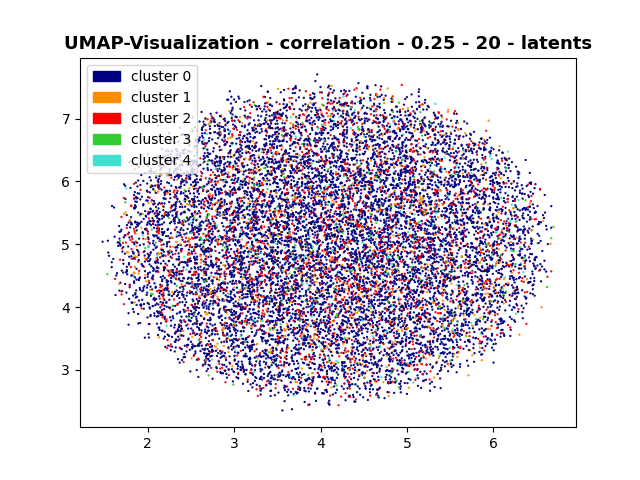 UMAP-Visualization - correlation - 0.25 - 20 - latents
cluster 0
cluster 1
cluster 2
cluster 3
cluster 4
7
6
5
4
3
2 3 4 5 6